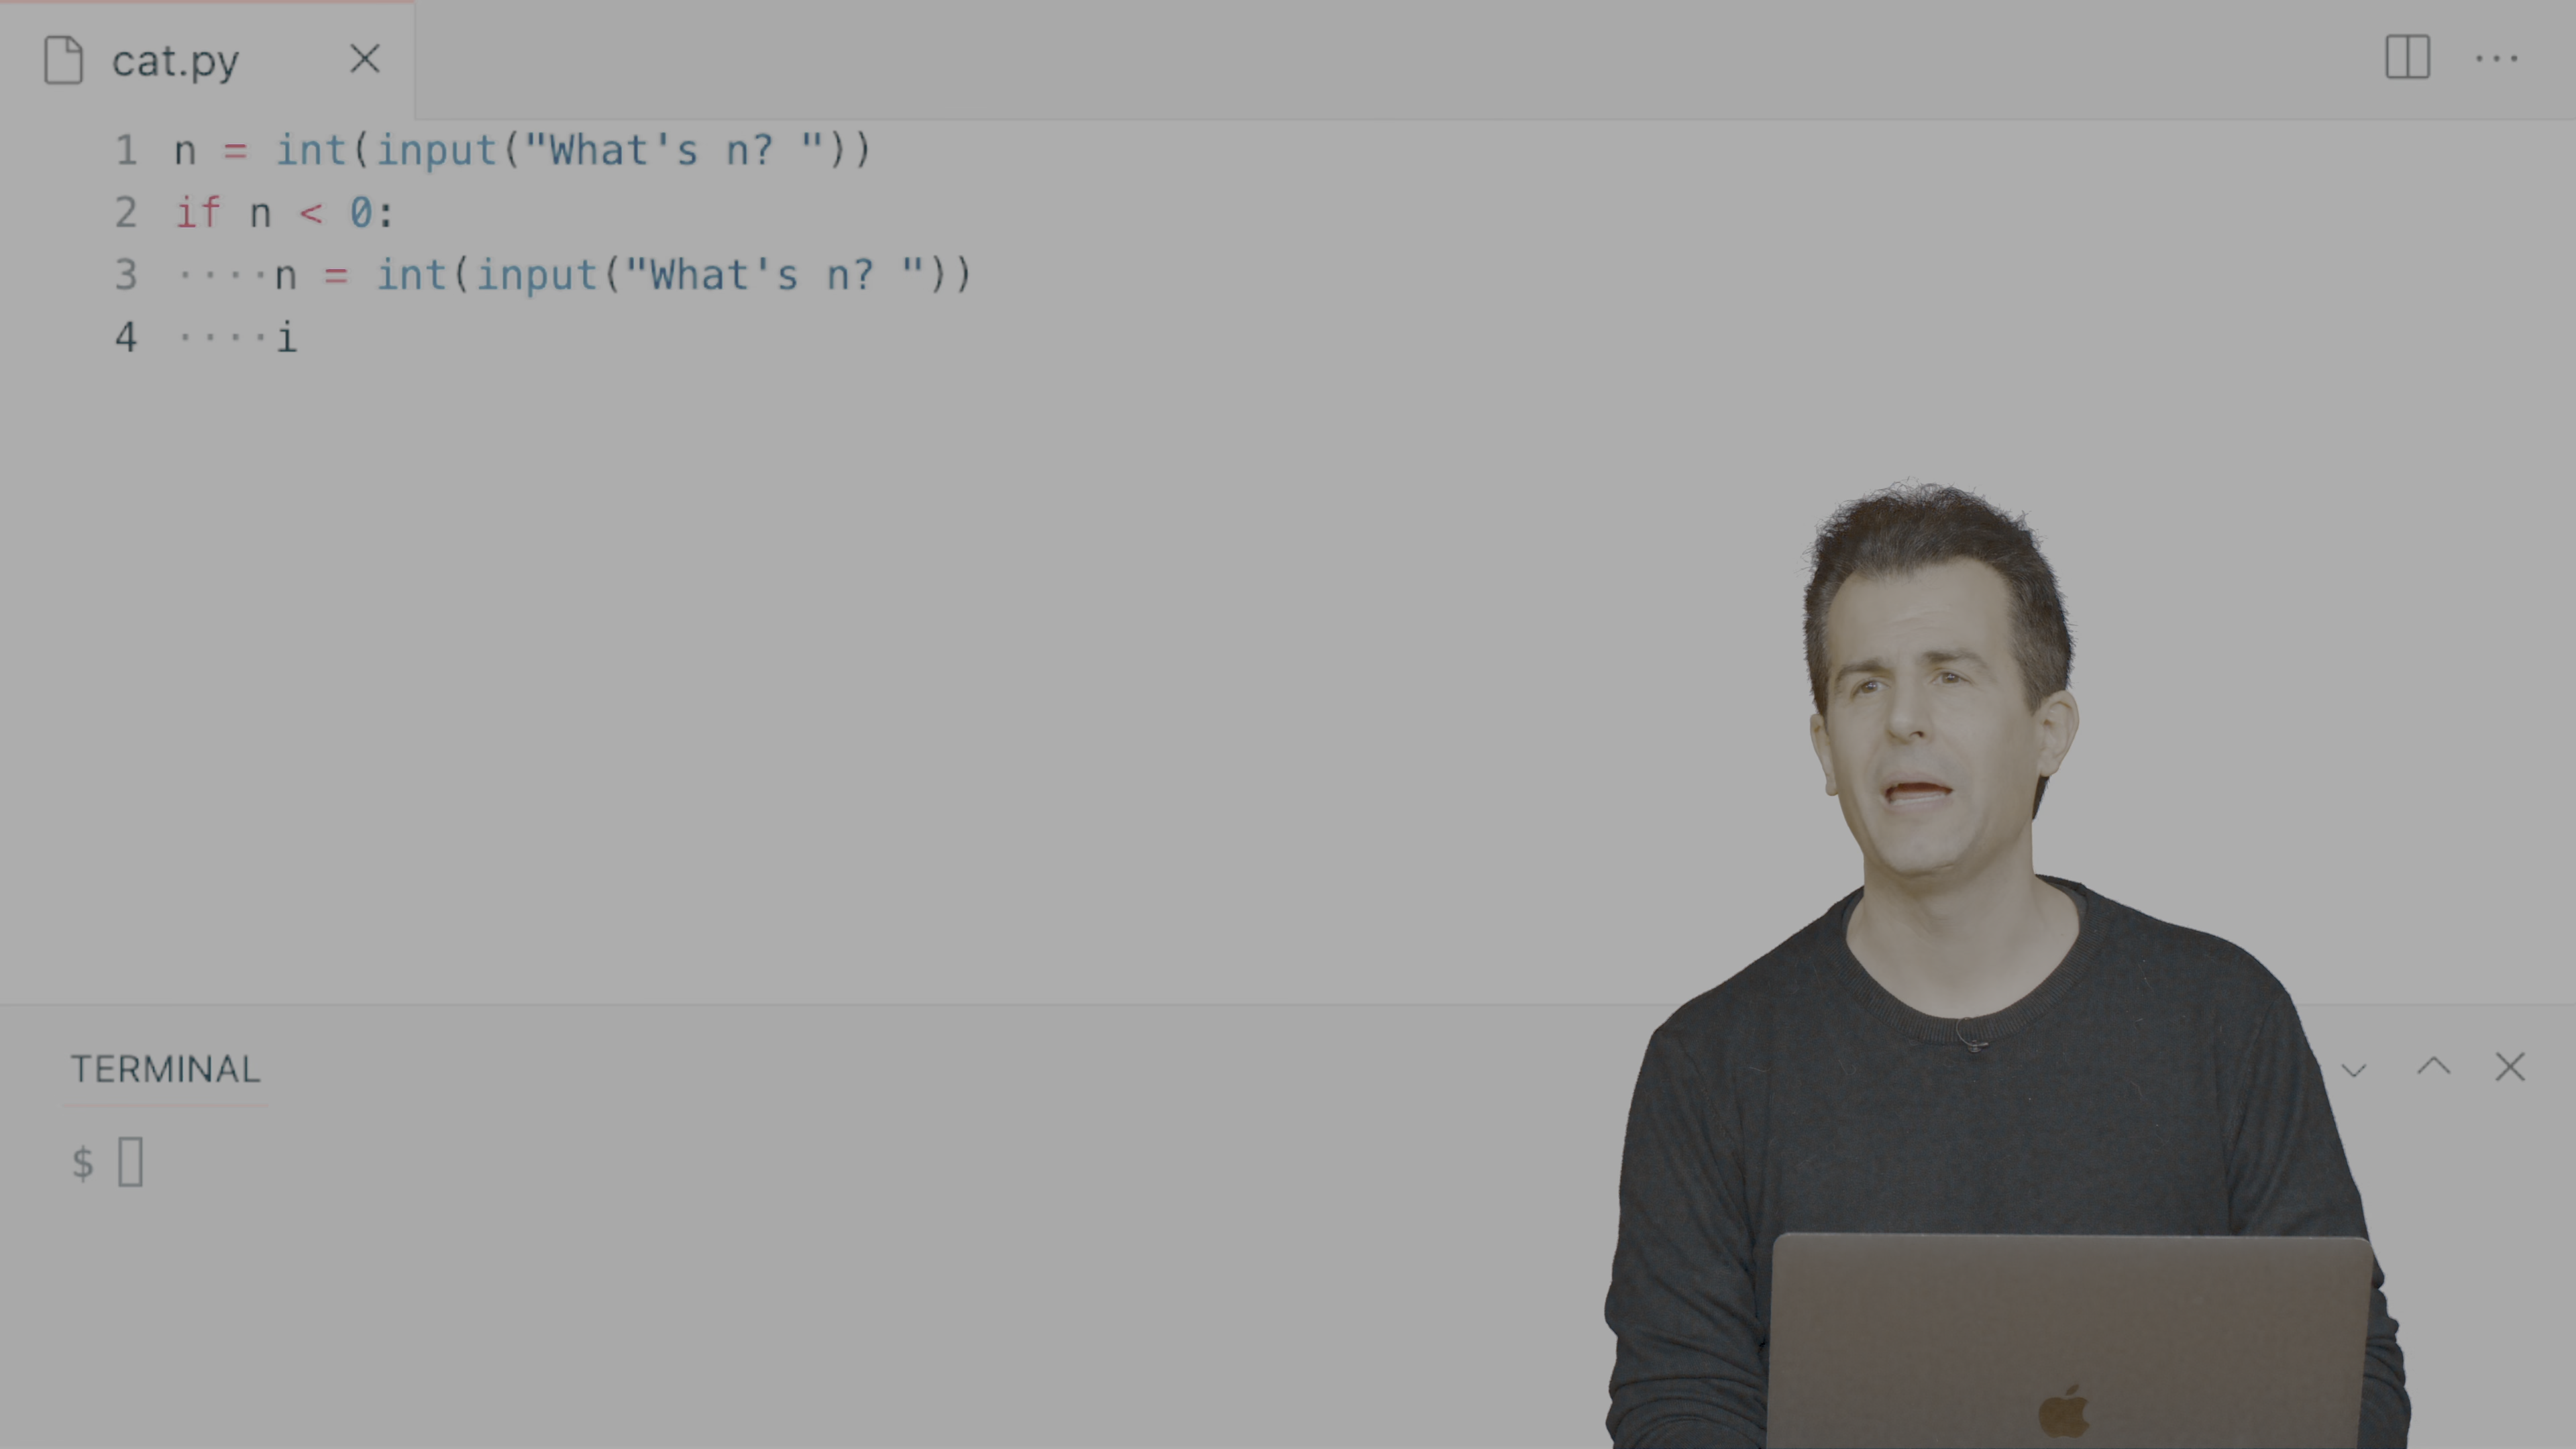 cat.py
1 n = int(input("What's n? "))
2 if n < 0:
3 ····n = int(input("What's n? "))
4 ····i
TERMINAL
$